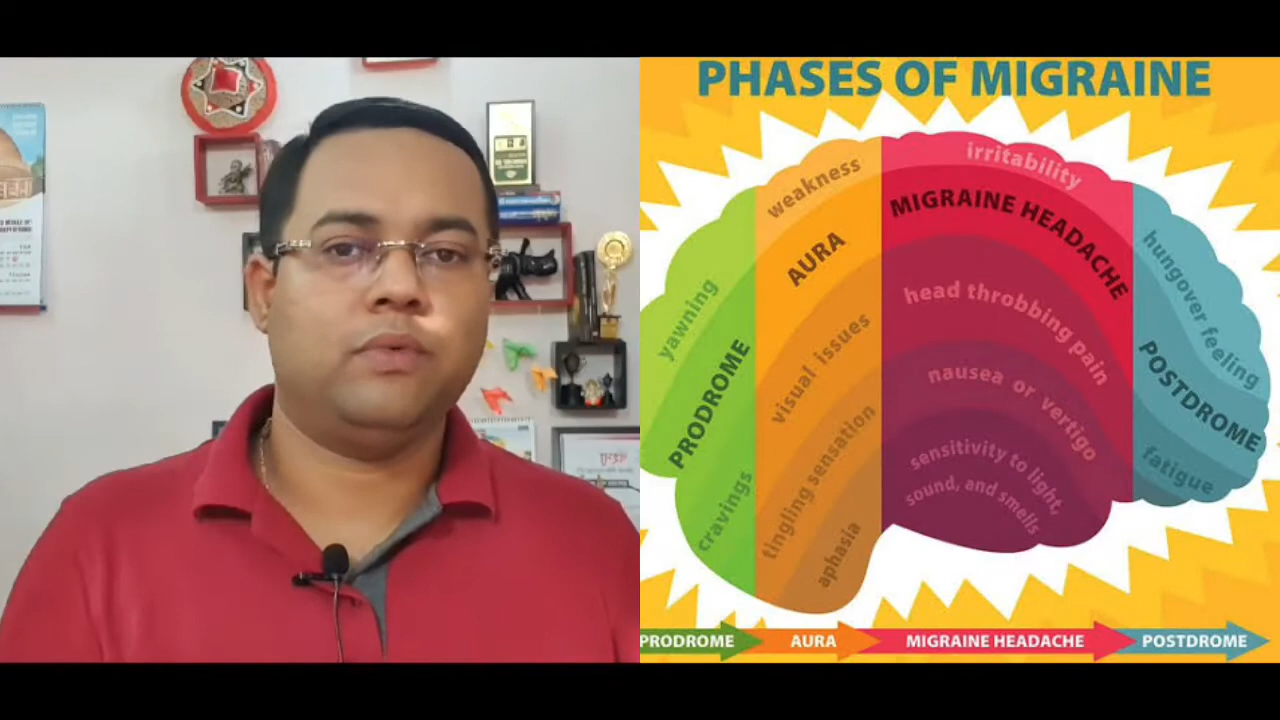 PHASES OF MIGRAINE
yawning
PRODROME
cravings
weakness
AURA
visual issues
tingling sensation
aphasia
irritability
MIGRAINE HEADACHE
head throbbing pain
nausea or vertigo
sensitivity to light,
sound, and smells
hungover feeling
POSTDROME
fatigue
PRODROME
AURA
MIGRAINE HEADACHE
POSTDROME